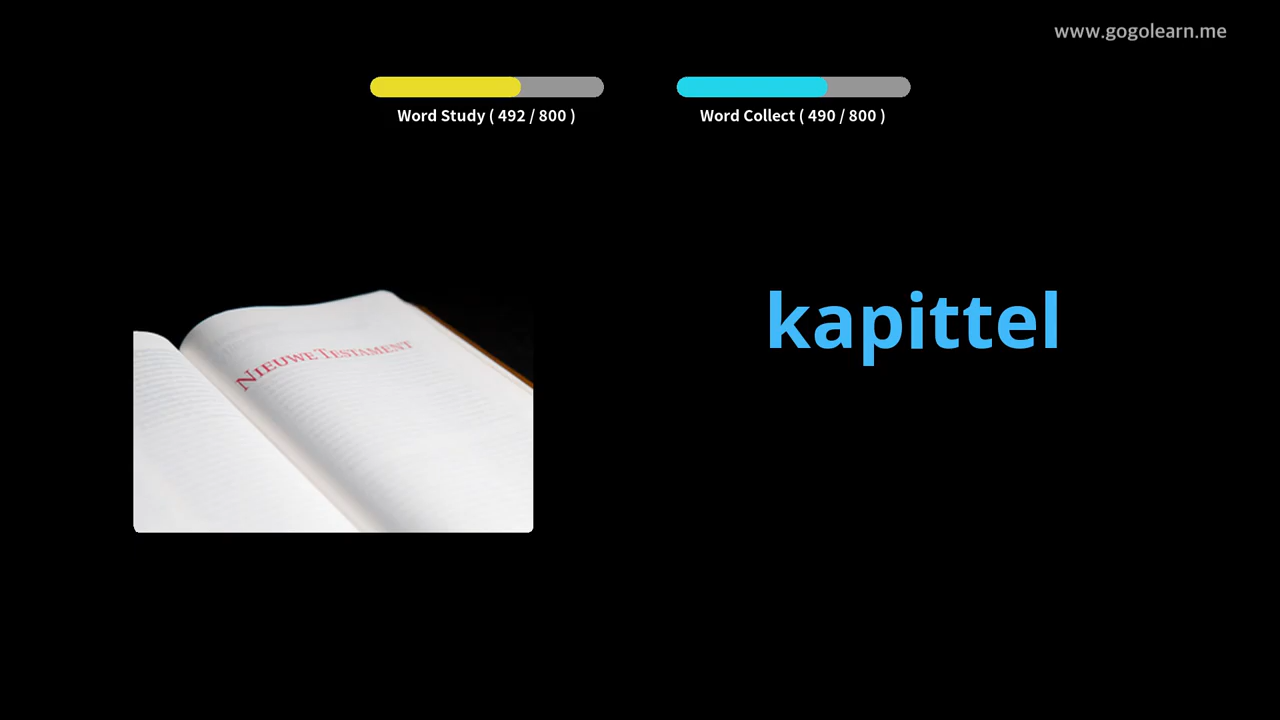 www.gogolearn.me
Word Study ( 492 / 800 )
Word Collect ( 490 / 800 )
kapittel
NIEUWE TESTAMENT